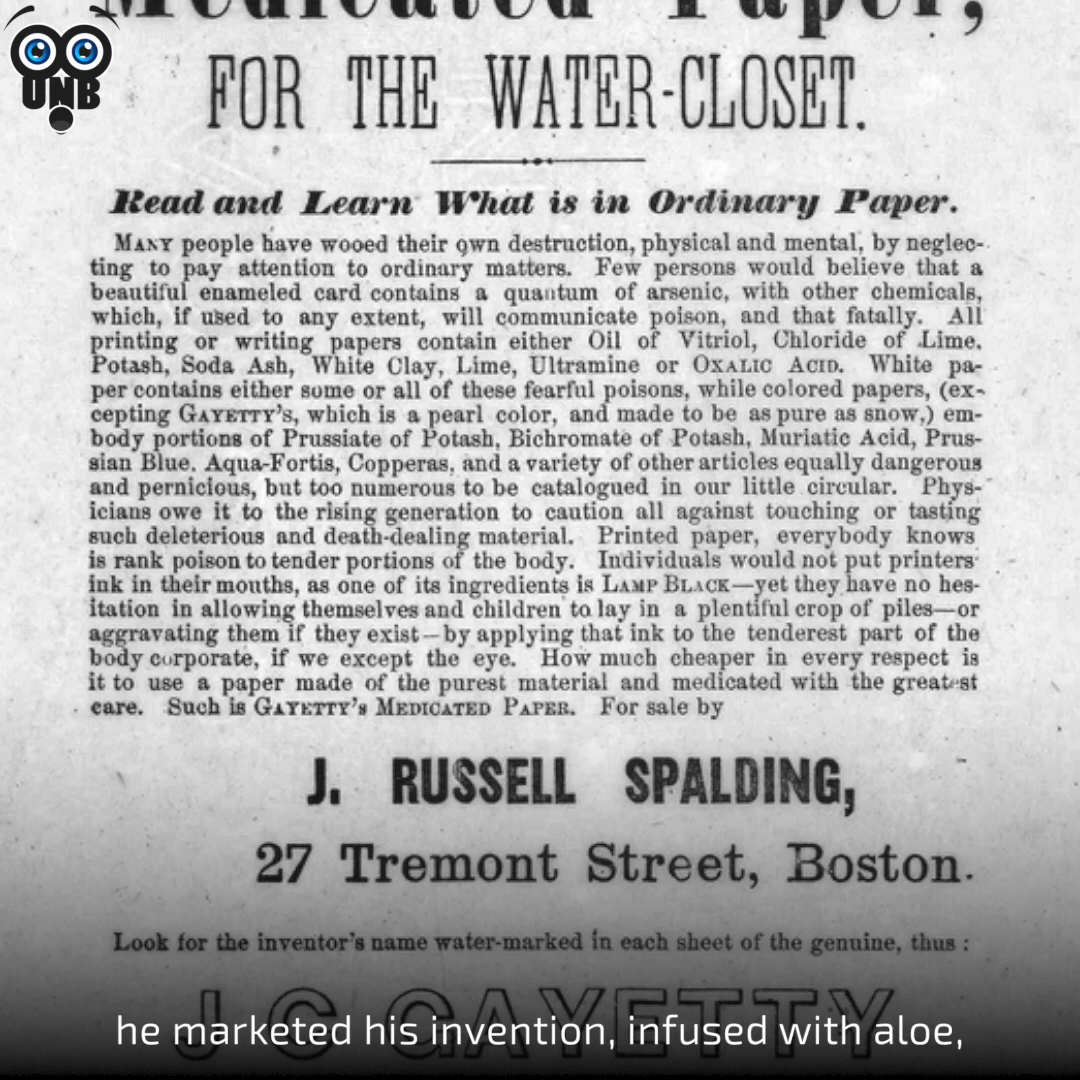 Medicated Paper,
UNB
FOR THE WATER-CLOSET.
Read and Learn What is in Ordinary Paper.
MANY people have wooed their own destruction, physical and mental, by neglec-
ting to pay attention to ordinary matters. Few persons would believe that a
beautiful enameled card contains a quantum of arsenic, with other chemicals,
which, if used to any extent, will communicate poison, and that fatally. All
printing or writing papers contain either Oil of Vitriol, Chloride of Lime,
Potash, Soda Ash, White Clay, Lime, Ultramine or OXALIC ACID. White pa-
per contains either some or all of these fearful poisons, while colored papers, (ex-
cepting GAYETTY'S, which is a pearl color, and made to be as pure as snow,) em-
body portions of Prussiate of Potash, Bichromate of Potash, Muriatic Acid, Prus-
sian Blue, Aqua-Fortis, Copperas, and a variety of other articles equally dangerous
and pernicious, but too numerous to be catalogued in our little circular. Phys-
icians owe it to the rising generation to caution all against touching or tasting
such deleterious and death-dealing material. Printed paper, everybody knows
is rank poison to tender portions of the body. Individuals would not put printers'
ink in their mouths, as one of its ingredients is LAMP BLACK—yet they have no hes-
itation in allowing themselves and children to lay in a plentiful crop of piles—or
aggravating them if they exist—by applying that ink to the tenderest part of the
body corporate, if we except the eye. How much cheaper in every respect is
it to use a paper made of the purest material and medicated with the greatest
care. Such is GAYETTY'S MEDICATED PAPER. For sale by
J. RUSSELL SPALDING,
27 Tremont Street, Boston.
Look for the inventor's name water-marked in each sheet of the genuine, thus :
J C GAYETTY
he marketed his invention, infused with aloe,